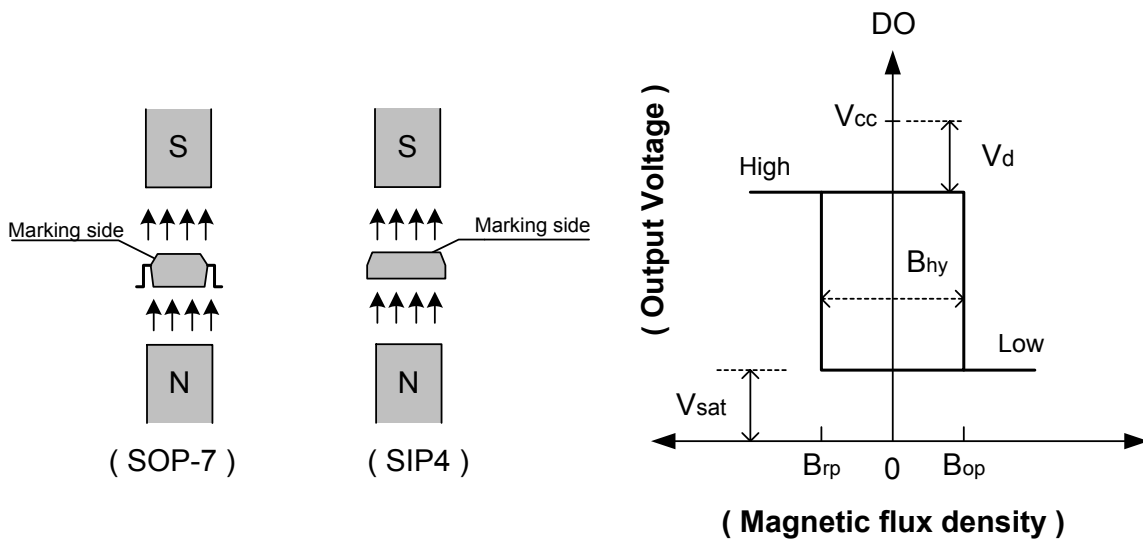 S
S
Marking side
Marking side
N
N
( SOP-7 )
( SIP4 )
DO
( Output Voltage )
Vcc
Vd
High
Bhy
Low
Vsat
Brp
0
Bop
( Magnetic flux density )